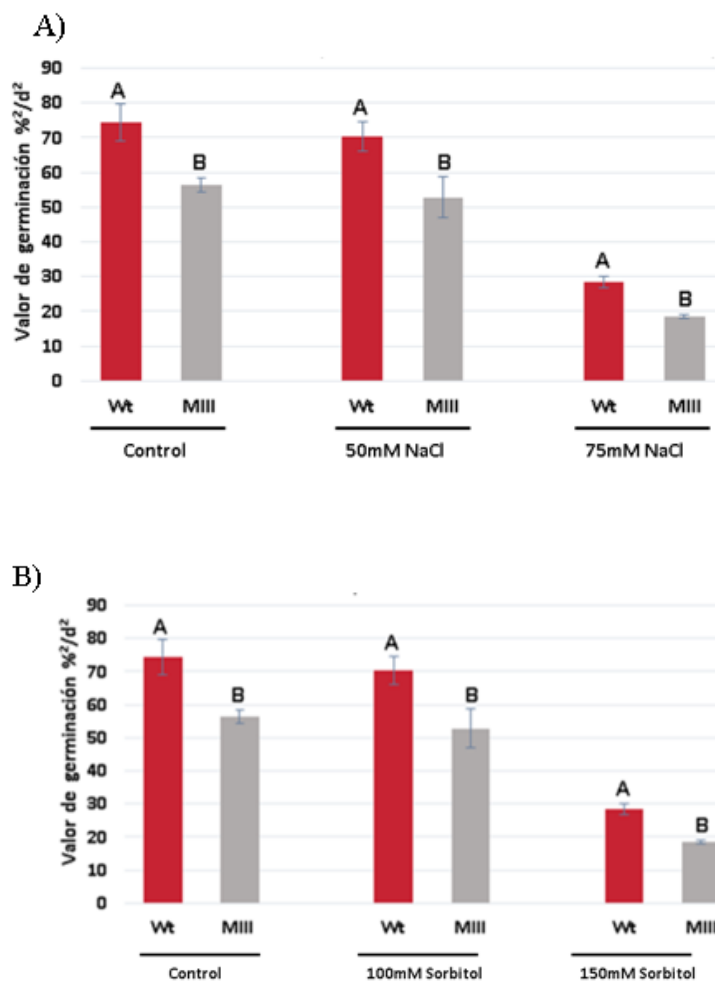 A)
Valor de germinación %²/d²
90
80
70
60
50
40
30
20
10
0
A
B
A
B
A
B
Wt MIII Wt MIII Wt MIII
Control 50mM NaCl 75mM NaCl
B)
Valor de germinación %²/d²
90
80
70
60
50
40
30
20
10
0
A
B
A
B
A
B
Wt MIII Wt MIII Wt MIII
Control 100mM Sorbitol 150mM Sorbitol